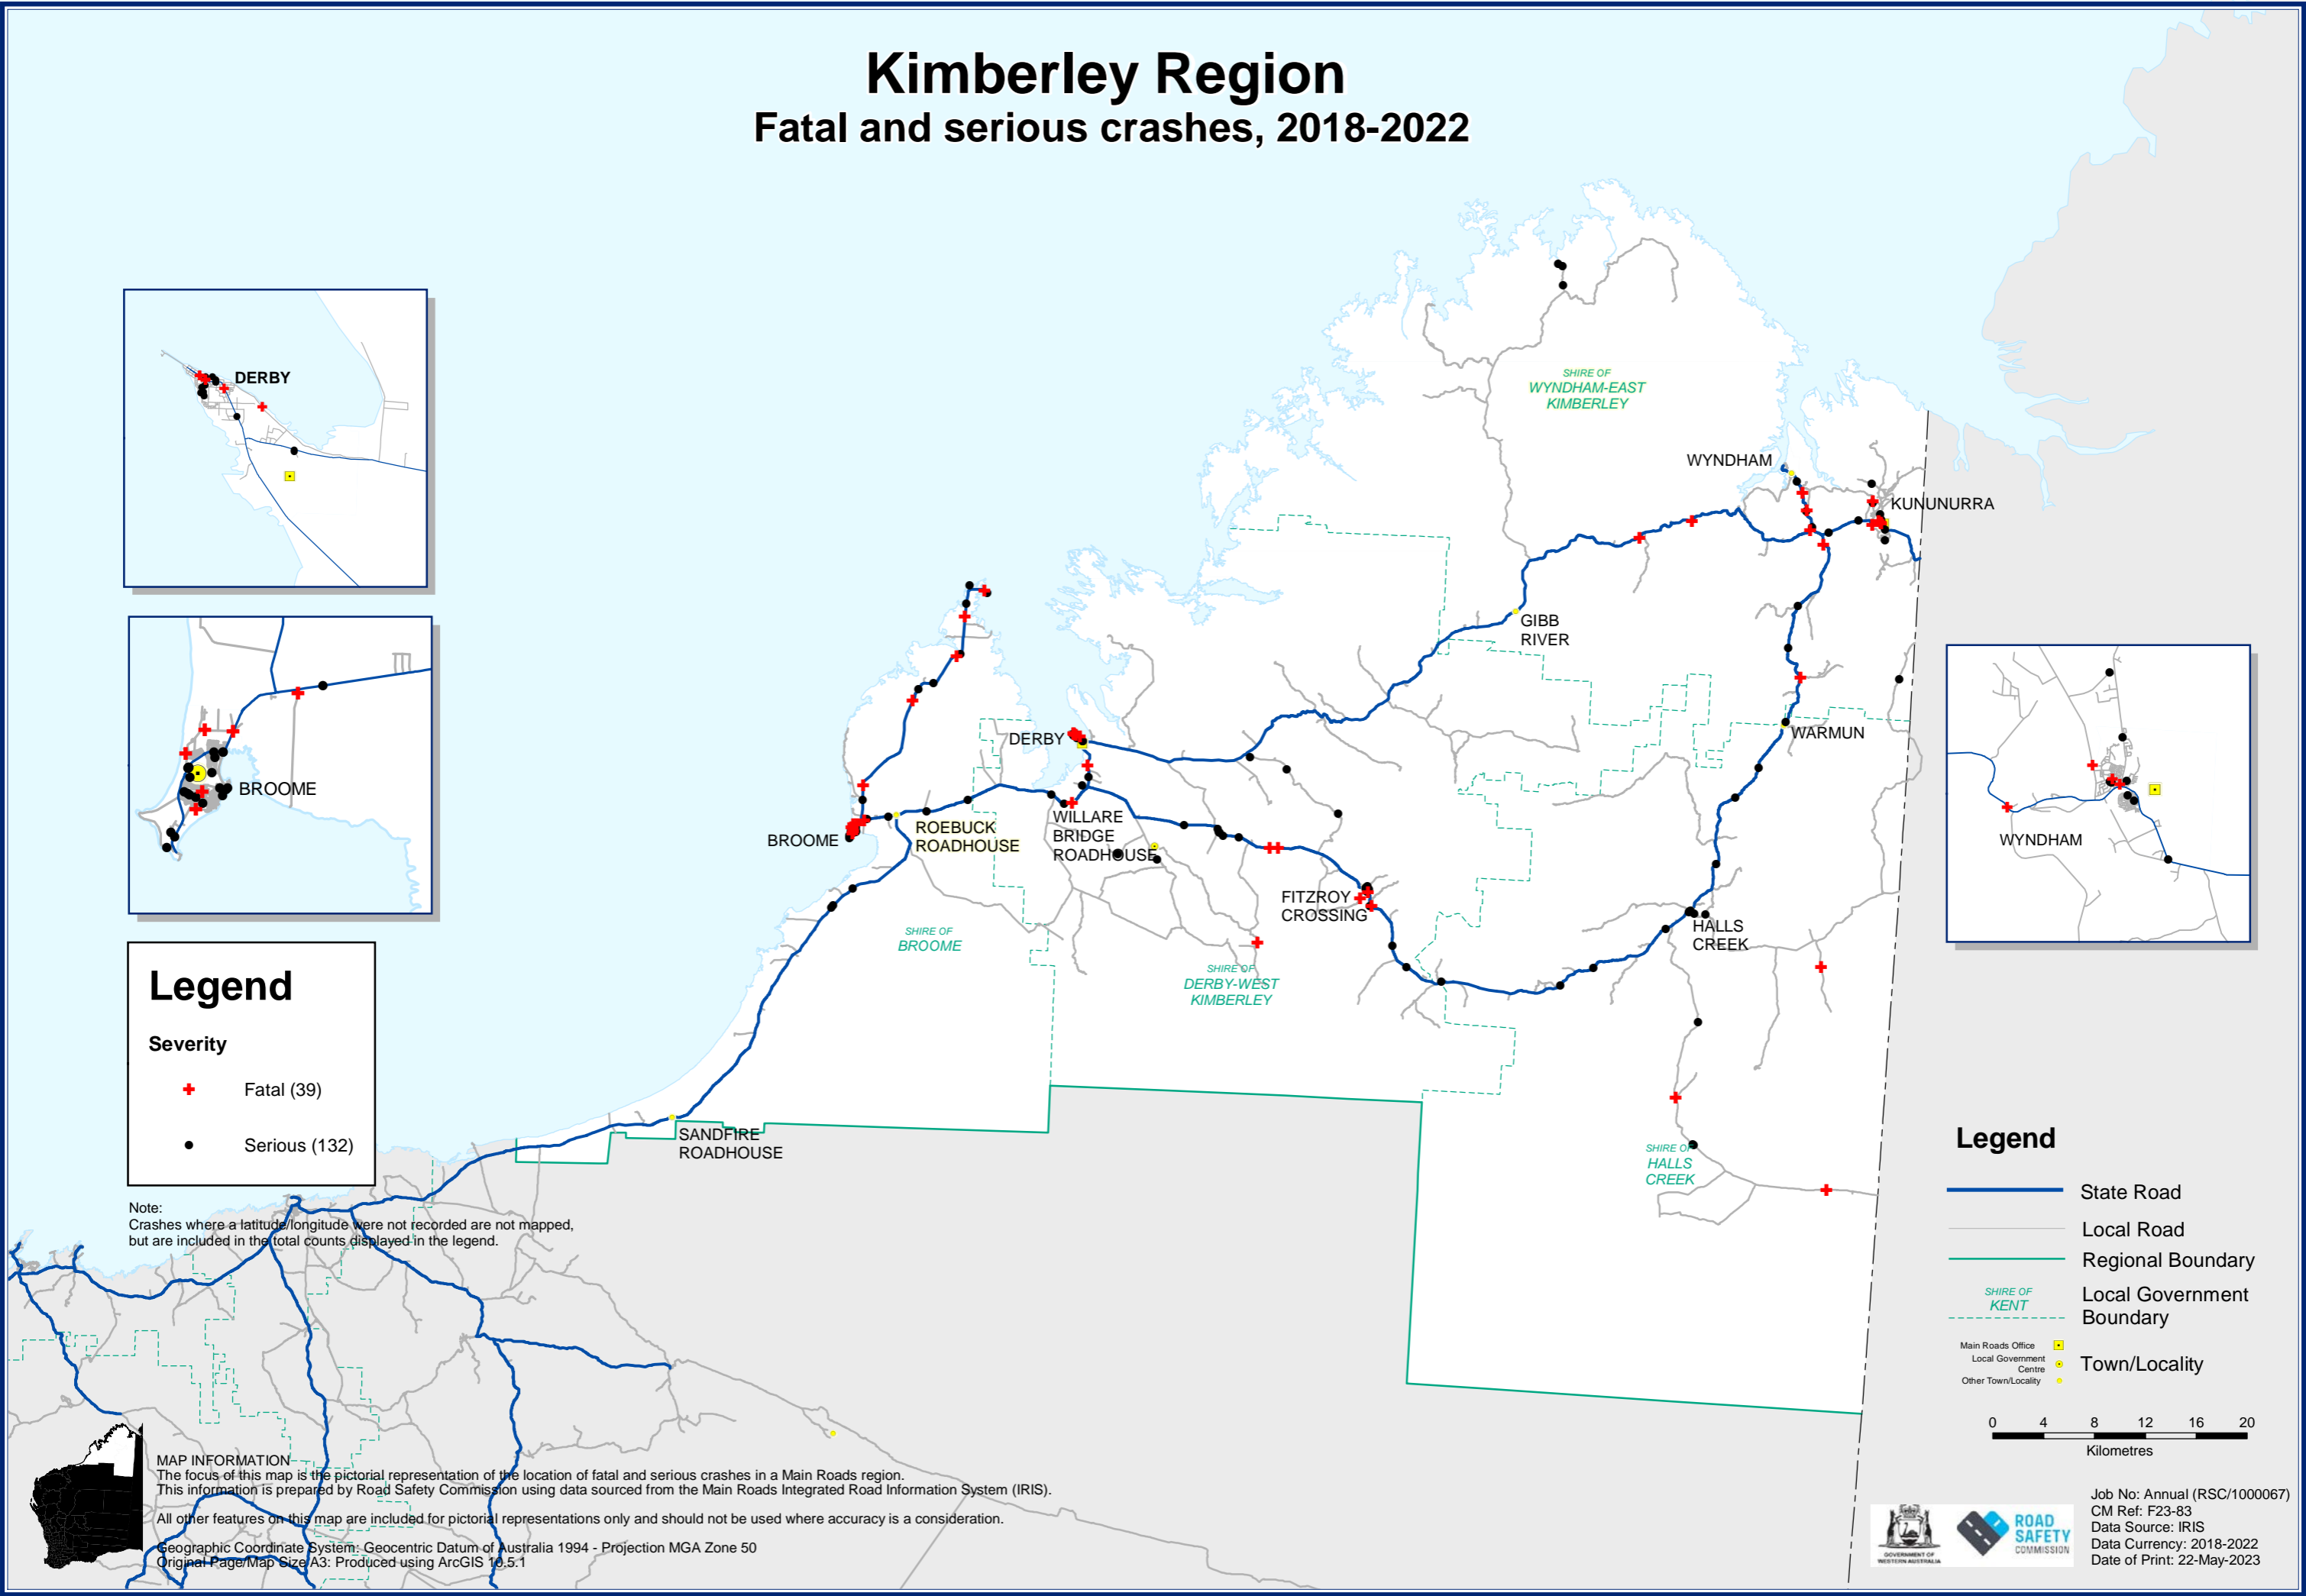 Kimberley Region
Fatal and serious crashes, 2018-2022
DERBY
BROOME
SHIRE OF
WYNDHAM-EAST
KIMBERLEY
WYNDHAM
KUNUNURRA
GIBB
RIVER
WARMUN
DERBY
BROOME
ROEBUCK
ROADHOUSE
WILLARE
BRIDGE
ROADHOUSE
FITZROY
CROSSING
HALLS
CREEK
SHIRE OF
BROOME
SHIRE OF
DERBY-WEST
KIMBERLEY
SANDFIRE
ROADHOUSE
SHIRE OF
HALLS
CREEK
WYNDHAM
Legend
Severity
Fatal (39)
Serious (132)
Note:
Crashes where a latitude/longitude were not recorded are not mapped,
but are included in the total counts displayed in the legend.
MAP INFORMATION
The focus of this map is the pictorial representation of the location of fatal and serious crashes in a Main Roads region.
This information is prepared by Road Safety Commission using data sourced from the Main Roads Integrated Road Information System (IRIS).
All other features on this map are included for pictorial representations only and should not be used where accuracy is a consideration.
Geographic Coordinate System: Geocentric Datum of Australia 1994 - Projection MGA Zone 50
Original Page/Map Size A3: Produced using ArcGIS 10.5.1
Legend
State Road
Local Road
Regional Boundary
SHIRE OF
KENT
Local Government
Boundary
Main Roads Office
Local Government
Centre
Other Town/Locality
Town/Locality
0 4 8 12 16 20
Kilometres
GOVERNMENT OF
WESTERN AUSTRALIA
ROAD
SAFETY
COMMISSION
Job No: Annual (RSC/1000067)
CM Ref: F23-83
Data Source: IRIS
Data Currency: 2018-2022
Date of Print: 22-May-2023